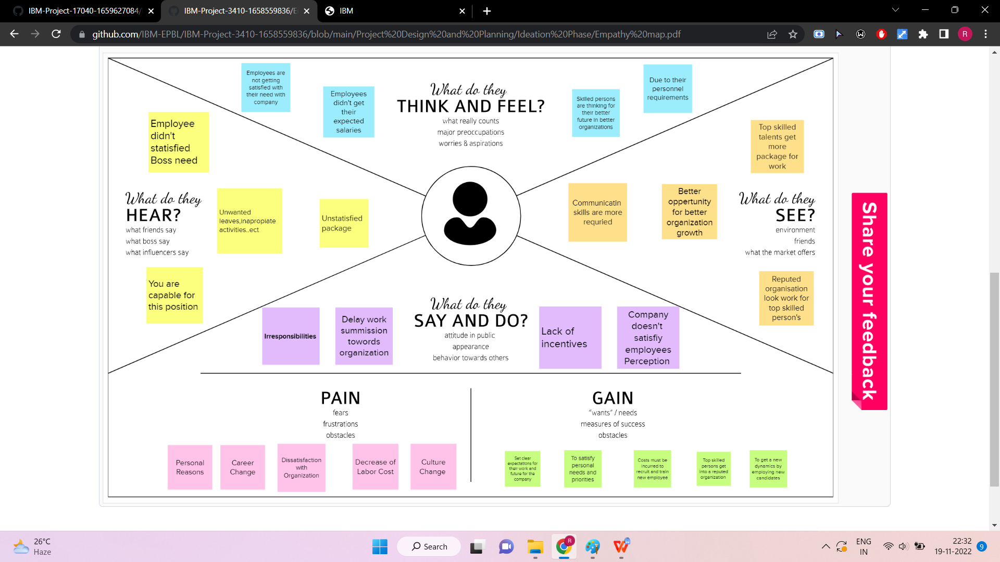 IBM-Project-17040-1659627084/
IBM-Project-3410-1658559836/E
IBM
github.com/IBM-EPBL/IBM-Project-3410-1658559836/blob/main/Project%20Design%20and%20Planning/Ideation%20Phase/Empathy%20map.pdf
R
Employees are
not getting
satisfied with
their need with
company
Employees
didn't get
their
expected
salaries
What do they
THINK AND FEEL?
what really counts
major preoccupations
worries & aspirations
Skilled persons
are thinking for
their better
future in better
organizations
Due to their
personnel
requirements
Employee
didn't
statisfied
Boss need
What do they
HEAR?
what friends say
what boss say
what influencers say
Unwanted
leaves,inapropiate
activities..ect
Unstatisfied
package
You are
capable for
this position
Top skilled
talents get
more
package for
work
Communicatin
skills are more
requried
Better
oppertunity
for better
organization
growth
What do they
SEE?
environment
friends
what the market offers
Reputed
organisation
look work for
top skilled
person's
Irresponsibilities
Delay work
summission
towords
organization
What do they
SAY AND DO?
attitude in public
appearance
behavior towards others
Lack of
incentives
Company
doesn't
satisfiy
employees
Perception
PAIN
fears
frustrations
obstacles
Personal
Reasons
Career
Change
Dissatisfaction
with
Organization
Decrease of
Labor Cost
Culture
Change
GAIN
“wants” / needs
measures of success
obstacles
Set clear
expectations for
their work and
future for the
company
To satisfy
personal
needs and
priorities
Costs must be
incurred to
recruit and train
new employee
Top skilled
persons get
into a reputed
organization
To get a new
dynamics by
employing new
candidates
Share your feedback
26°C
Haze
Search
R
ENG
IN
22:32
19-11-2022
9